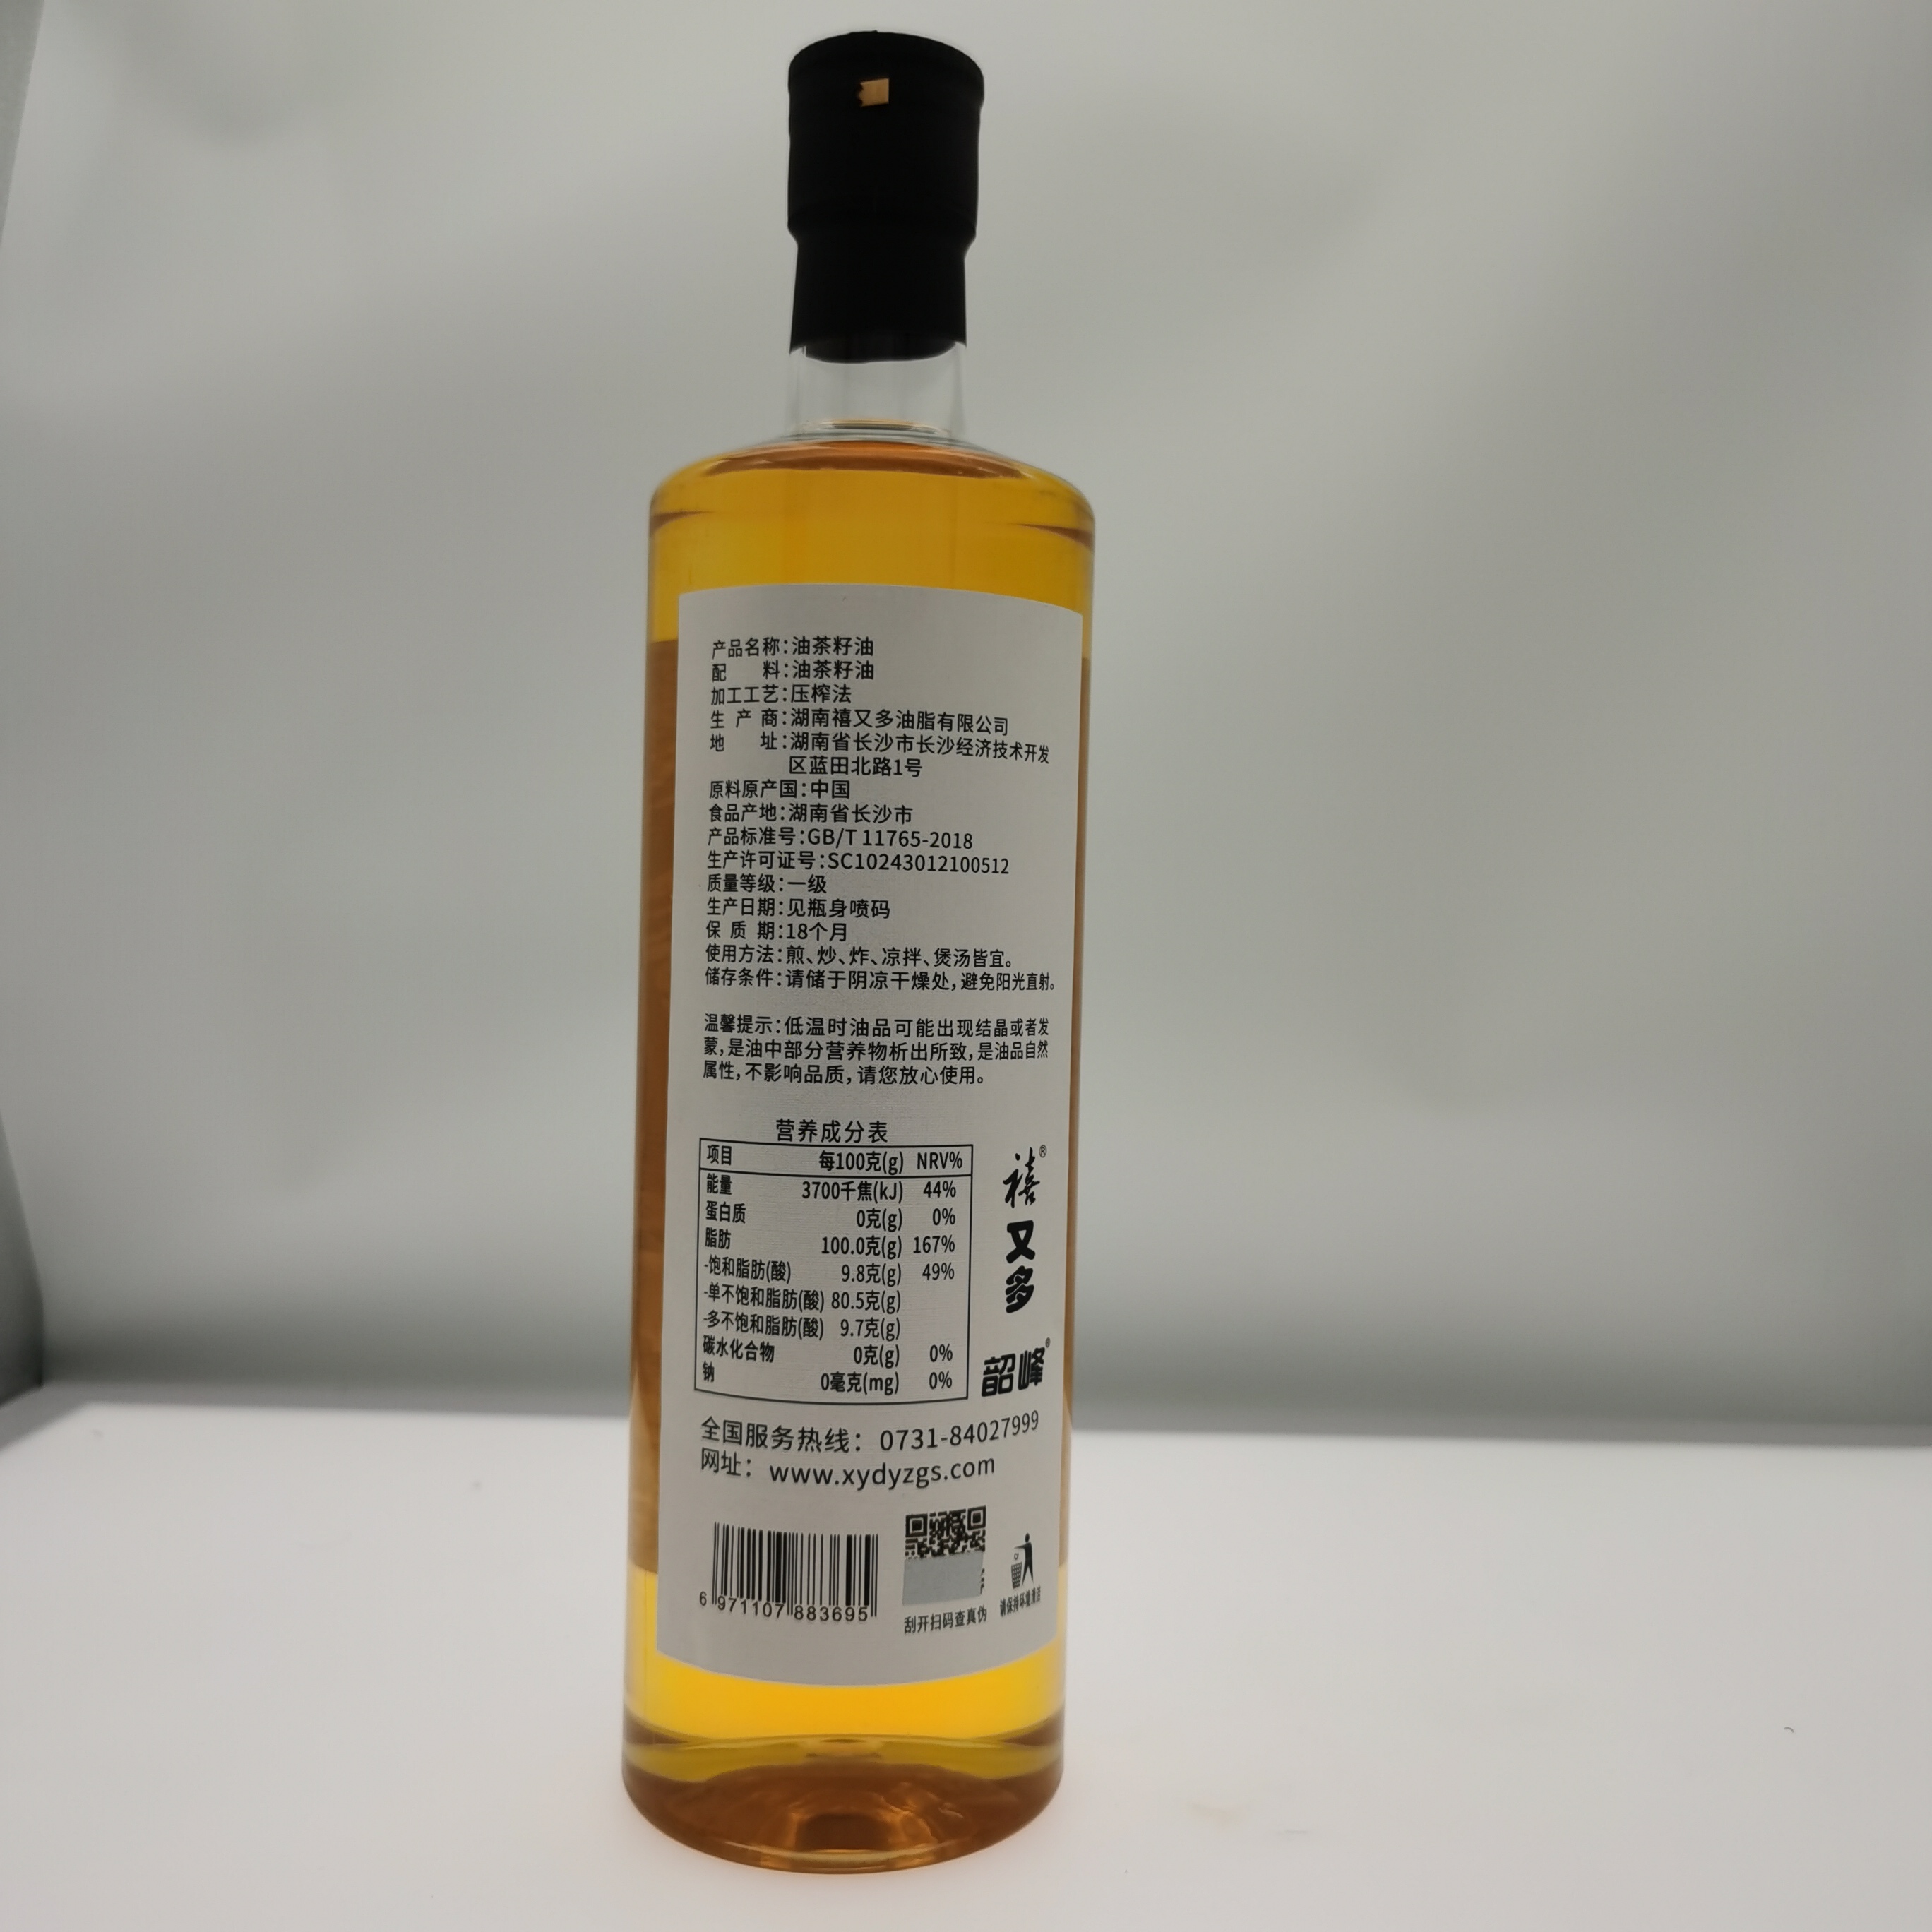 产品名称:油茶籽油
配 料:油茶籽油
加工工艺:压榨法
生产商:湖南禧又多油脂有限公司
地 址:湖南省长沙市长沙经济技术开发
区蓝田北路1号
原料原产国:中国
食品产地:湖南省长沙市
产品标准号:GB/T 11765-2018
生产许可证号:SC10243012100512
质量等级:一级
生产日期:见瓶身喷码
保质期:18个月
使用方法:煎、炒、炸、凉拌、煲汤皆宜。
储存条件:请储于阴凉干燥处,避免阳光直射。
温馨提示:低温时油品可能出现结晶或者发
蒙,是油中部分营养物析出所致,是油品自然
属性,不影响品质,请您放心使用。
营养成分表
项目 每100克(g) NRV%
能量 3700千焦(kJ) 44%
蛋白质 0克(g) 0%
脂肪 100.0克(g) 167%
-饱和脂肪(酸) 9.8克(g) 49%
-单不饱和脂肪(酸) 80.5克(g)
-多不饱和脂肪(酸) 9.7克(g)
碳水化合物 0克(g) 0%
钠 0毫克(mg) 0%
禧又多®
韶峰®
全国服务热线: 0731-84027999
网址: www.xydyzgs.com
6 971107 883695
刮开扫码查真伪
请保持环境清洁